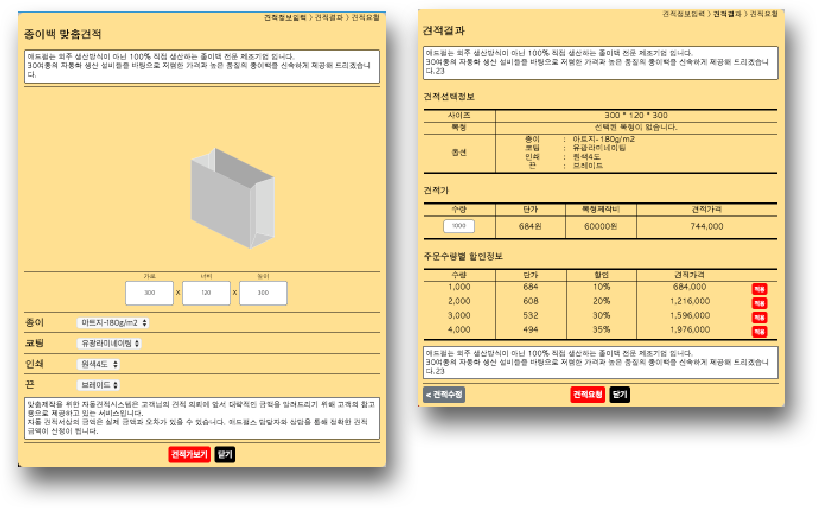 견적정보입력 > 견적결과 > 견적요청
종이백 맞춤견적
애드펠은 외주 생산방식이 아닌 100% 직접 생산하는 종이백 전문 제조기업 입니다.
30여종의 자동화 생산 설비들을 바탕으로 저렴한 가격과 높은 품질의 종이백을 신속하게 제공해 드리겠습니
다.
가로 너비 높이
300 x 120 x 300
종이 아트지-180g/m2
코팅 유광라미네이팅
인쇄 원색4도
끈 브레이드
맞춤제작을 위한 자동견적시스템은 고객님의 견적 의뢰에 앞서 대략적인 금액을 알려드리기 위해 고객의 참고
용으로 제공하고 있는 서비스입니다.
자동 견적서상의 금액은 실제 금액과 오차가 있을 수 있습니다. 담당자와 상담을 통해 정확한 견적
금액이 산정이 됩니다.
견적가보기 닫기
견적정보입력 > 견적결과 > 견적요청
견적결과
애드펠은 외주 생산방식이 아닌 100% 직접 생산하는 종이백 전문 제조기업 입니다.
30여종의 자동화 생산 설비들을 바탕으로 저렴한 가격과 높은 품질의 종이백을 신속하게 제공해 드리겠습니
다.23
견적선택정보
사이즈 300 * 120 * 300
목형 선택된 목형이 없습니다.
옵션
종이 : 아트지-180g/m2
코팅 : 유광라미네이팅
인쇄 : 원색4도
끈 : 브레이드
견적가
수량 단가 목형제작비 견적가격
1000 684원 60000원 744,000
주문수량별 할인정보
수량 단가 할인 견적가격
1,000 684 10% 684,000 적용
2,000 608 20% 1,216,000 적용
3,000 532 30% 1,596,000 적용
4,000 494 35% 1,976,000 적용
애드펠은 외주 생산방식이 아닌 100% 직접 생산하는 종이백 전문 제조기업 입니다.
30여종의 자동화 생산 설비들을 바탕으로 저렴한 가격과 높은 품질의 종이백을 신속하게 제공해 드리겠습니
다.23
« 견적수정 견적요청 닫기